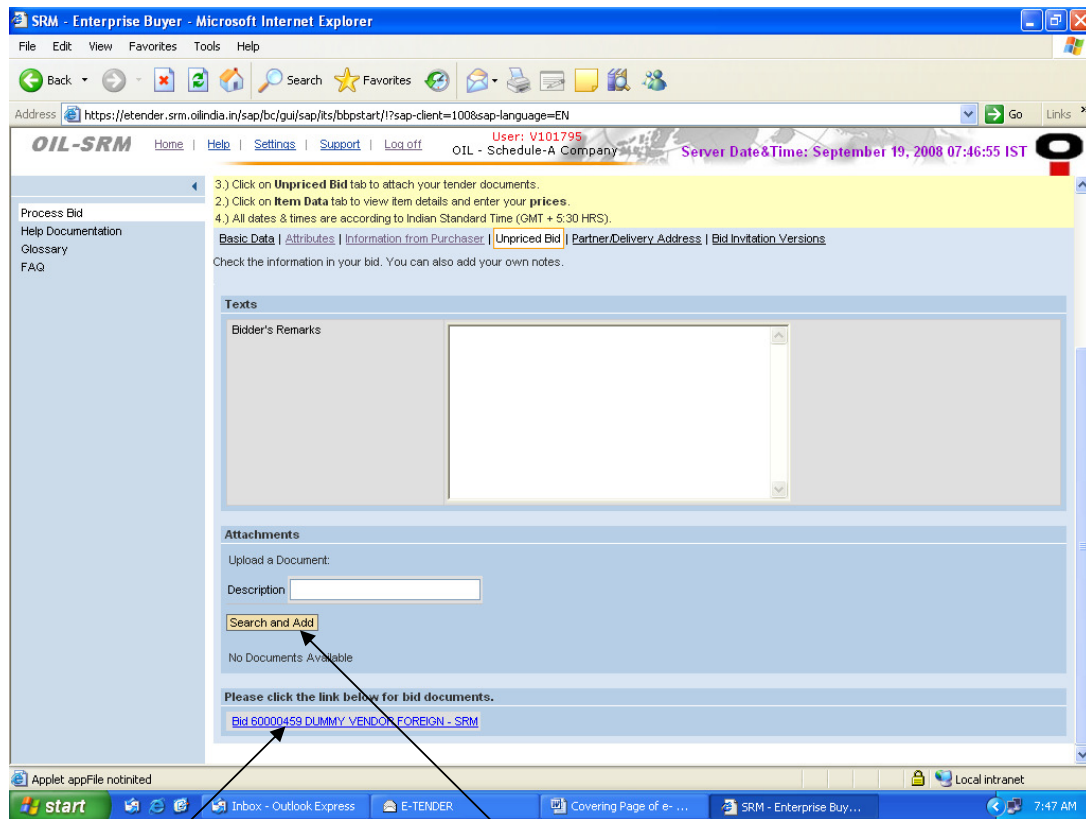 SRM - Enterprise Buyer - Microsoft Internet Explorer
File Edit View Favorites Tools Help
Back Search Favorites
Address https://etender.srm.oilindia.in/sap/bc/gui/sap/its/bbpstart/!?sap-client=100&sap-language=EN Go Links »
OIL-SRM Home | Help | Settings | Support | Log off
User: V101795
OIL - Schedule-A Company
Server Date&Time: September 19, 2008 07:46:55 IST
Process Bid
Help Documentation
Glossary
FAQ
3.) Click on Unpriced Bid tab to attach your tender documents.
2.) Click on Item Data tab to view item details and enter your prices.
4.) All dates & times are according to Indian Standard Time (GMT + 5:30 HRS).
Basic Data | Attributes | Information from Purchaser | Unpriced Bid | Partner/Delivery Address | Bid Invitation Versions
Check the information in your bid. You can also add your own notes.
Texts
Bidder's Remarks
Attachments
Upload a Document:
Description
Search and Add
No Documents Available
Please click the link below for bid documents.
Bid 60000459 DUMMY VENDOR FOREIGN - SRM
Applet appFile notinited Local intranet
start Inbox - Outlook Express E-TENDER Covering Page of e- ... SRM - Enterprise Buy... 7:47 AM